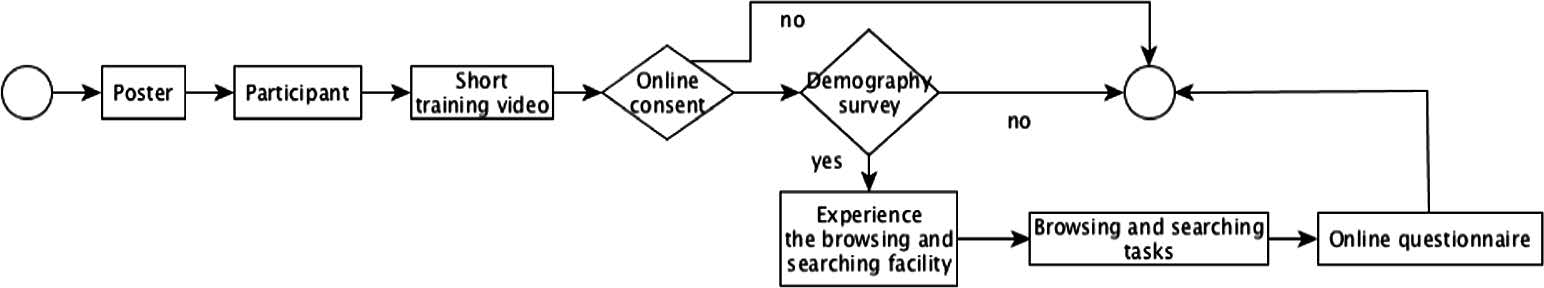 no
Poster
Participant
Short
training video
Online
consent
Demography
survey
no
yes
Experience
the browsing and
searching facility
Browsing and searching
tasks
Online questionnaire